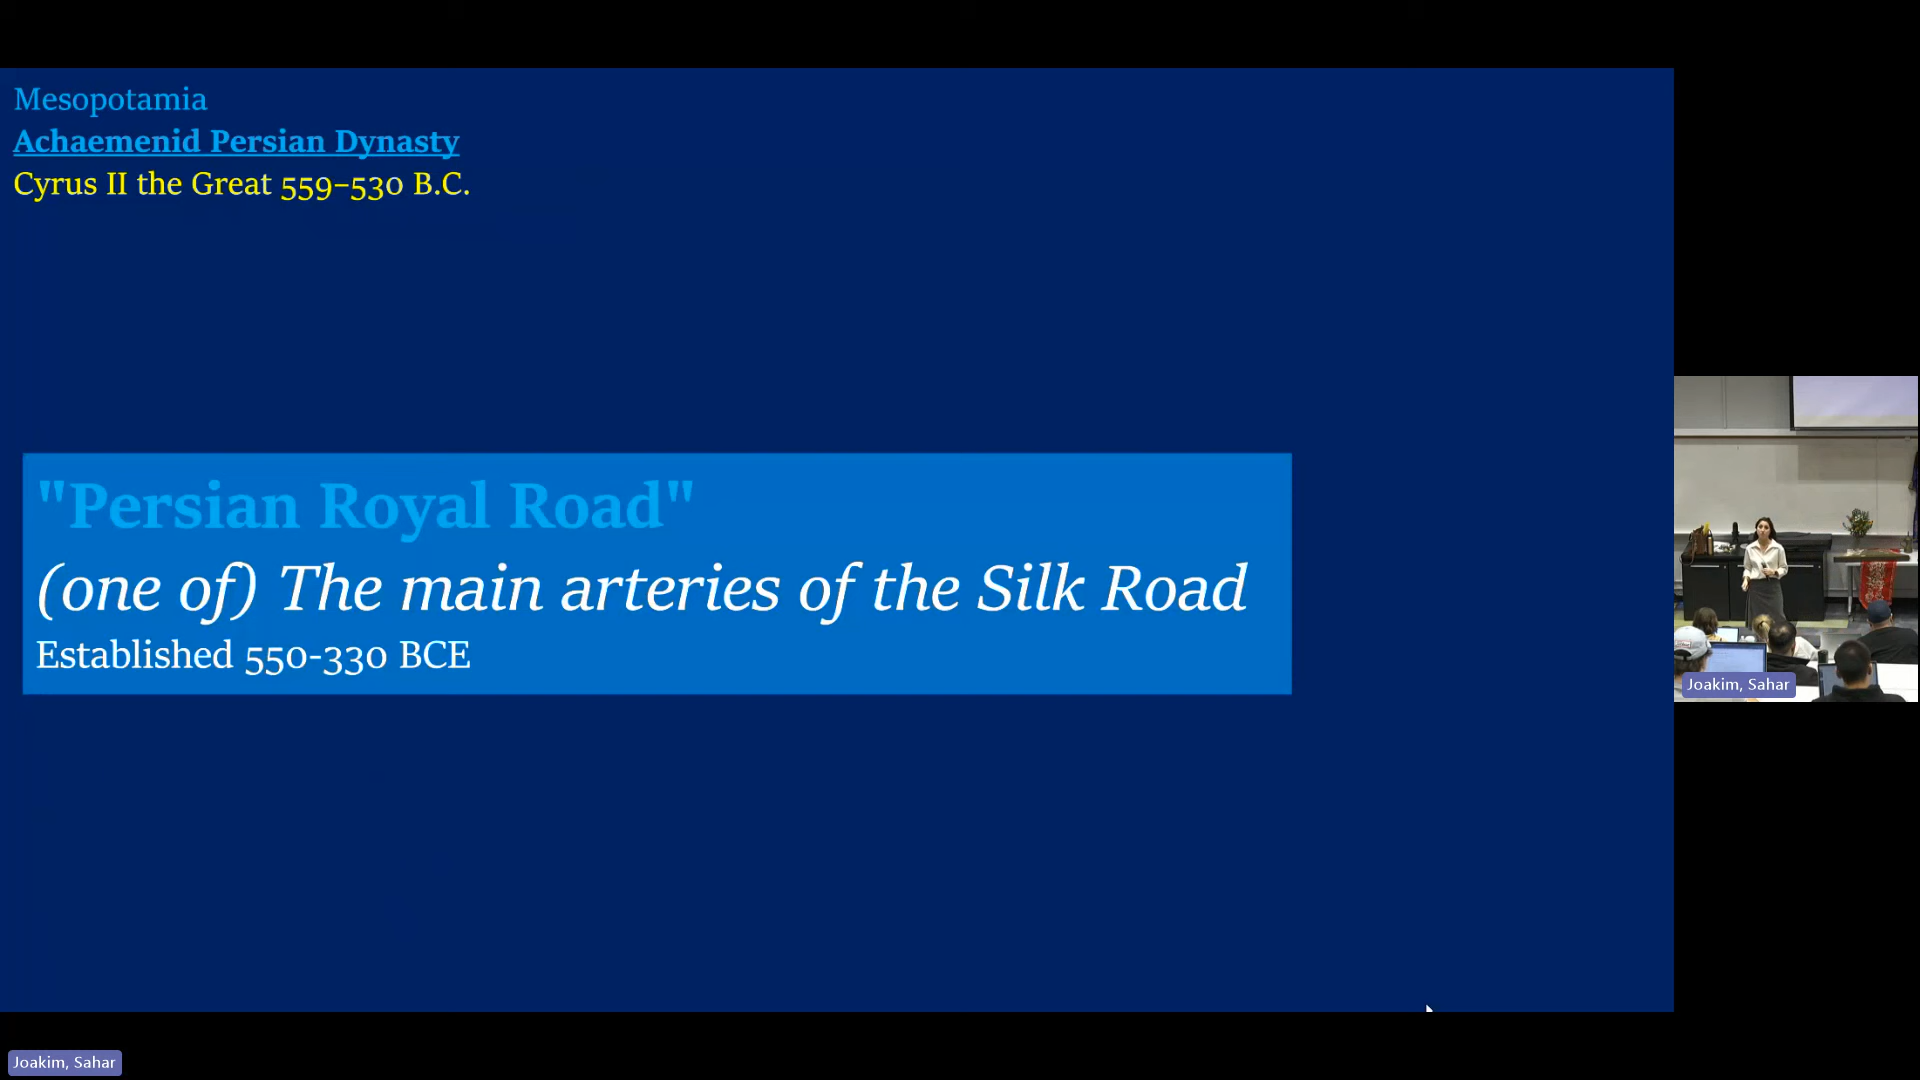 Mesopotamia
Achaemenid Persian Dynasty
Cyrus II the Great 559–530 B.C.
"Persian Royal Road"
(one of) The main arteries of the Silk Road
Established 550-330 BCE
Joakim, Sahar
Joakim, Sahar